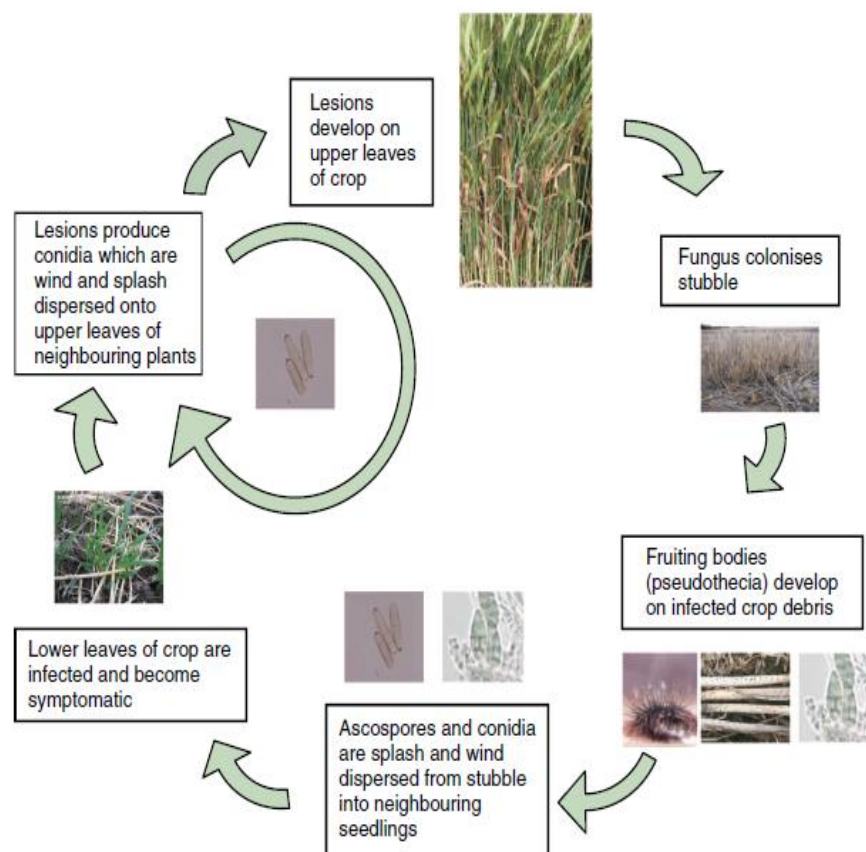 Lesions
develop on
upper leaves
of crop
Fungus colonises
stubble
Fruiting bodies
(pseudothecia) develop
on infected crop debris
Ascospores and conidia
are splash and wind
dispersed from stubble
into neighbouring
seedlings
Lower leaves of crop are
infected and become
symptomatic
Lesions produce
conidia which are
wind and splash
dispersed onto
upper leaves of
neighbouring plants